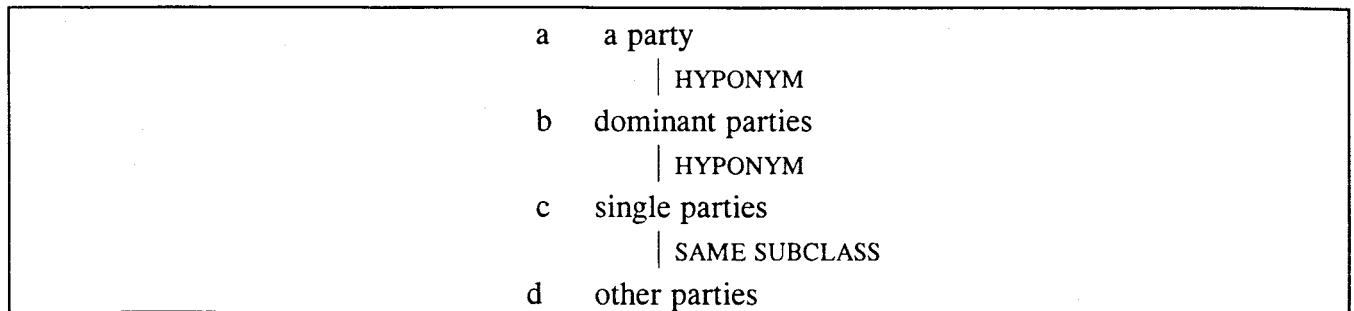 a a party
HYPONYM
b dominant parties
HYPONYM
c single parties
SAME SUBCLASS
d other parties